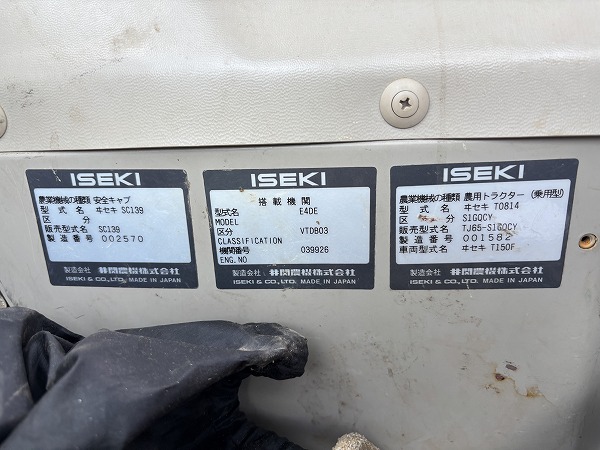 ISEKI
農業機械の種類 安全キャブ
型式名 ヰセキ SC139
区分
販売型式名 SC139
製造番号 002570
製造会社 井関農機株式会社
ISEKI & CO., LTD. MADE IN JAPAN
ISEKI
搭載機関
型式名 E4DE
MODEL
区分 VTDB03
CLASSIFICATION
機関番号 039926
ENG.NO
製造会社 井関農機株式会社
ISEKI & CO., LTD. MADE IN JAPAN
ISEKI
農業機械の種類 農用トラクター (乗用型)
型式名 ヰセキ T0814
区分 S1GQCY
販売型式名 TJ65-S1GQCY
製造番号 001582
車両型式名 ヰセキ T150F
製造会社 井関農機株式会社
ISEKI & CO., LTD. MADE IN JAPAN